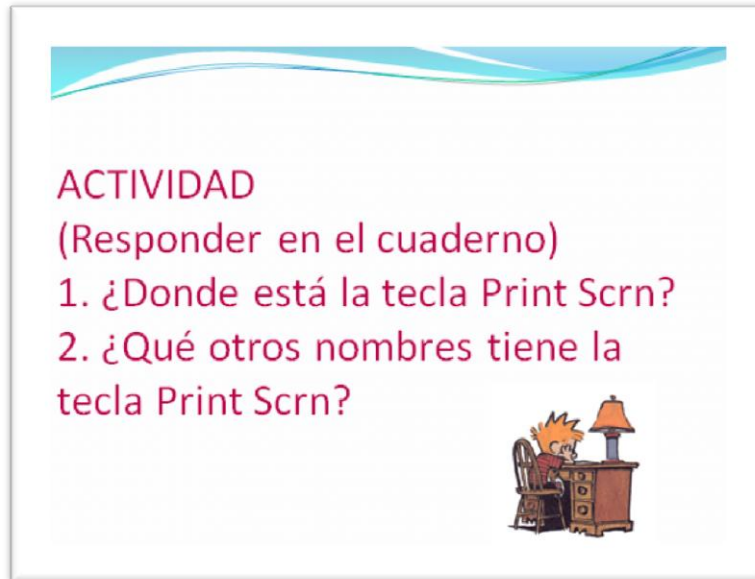 ACTIVIDAD
(Responder en el cuaderno)
1. ¿Donde está la tecla Print Scrn?
2. ¿Qué otros nombres tiene la
tecla Print Scrn?